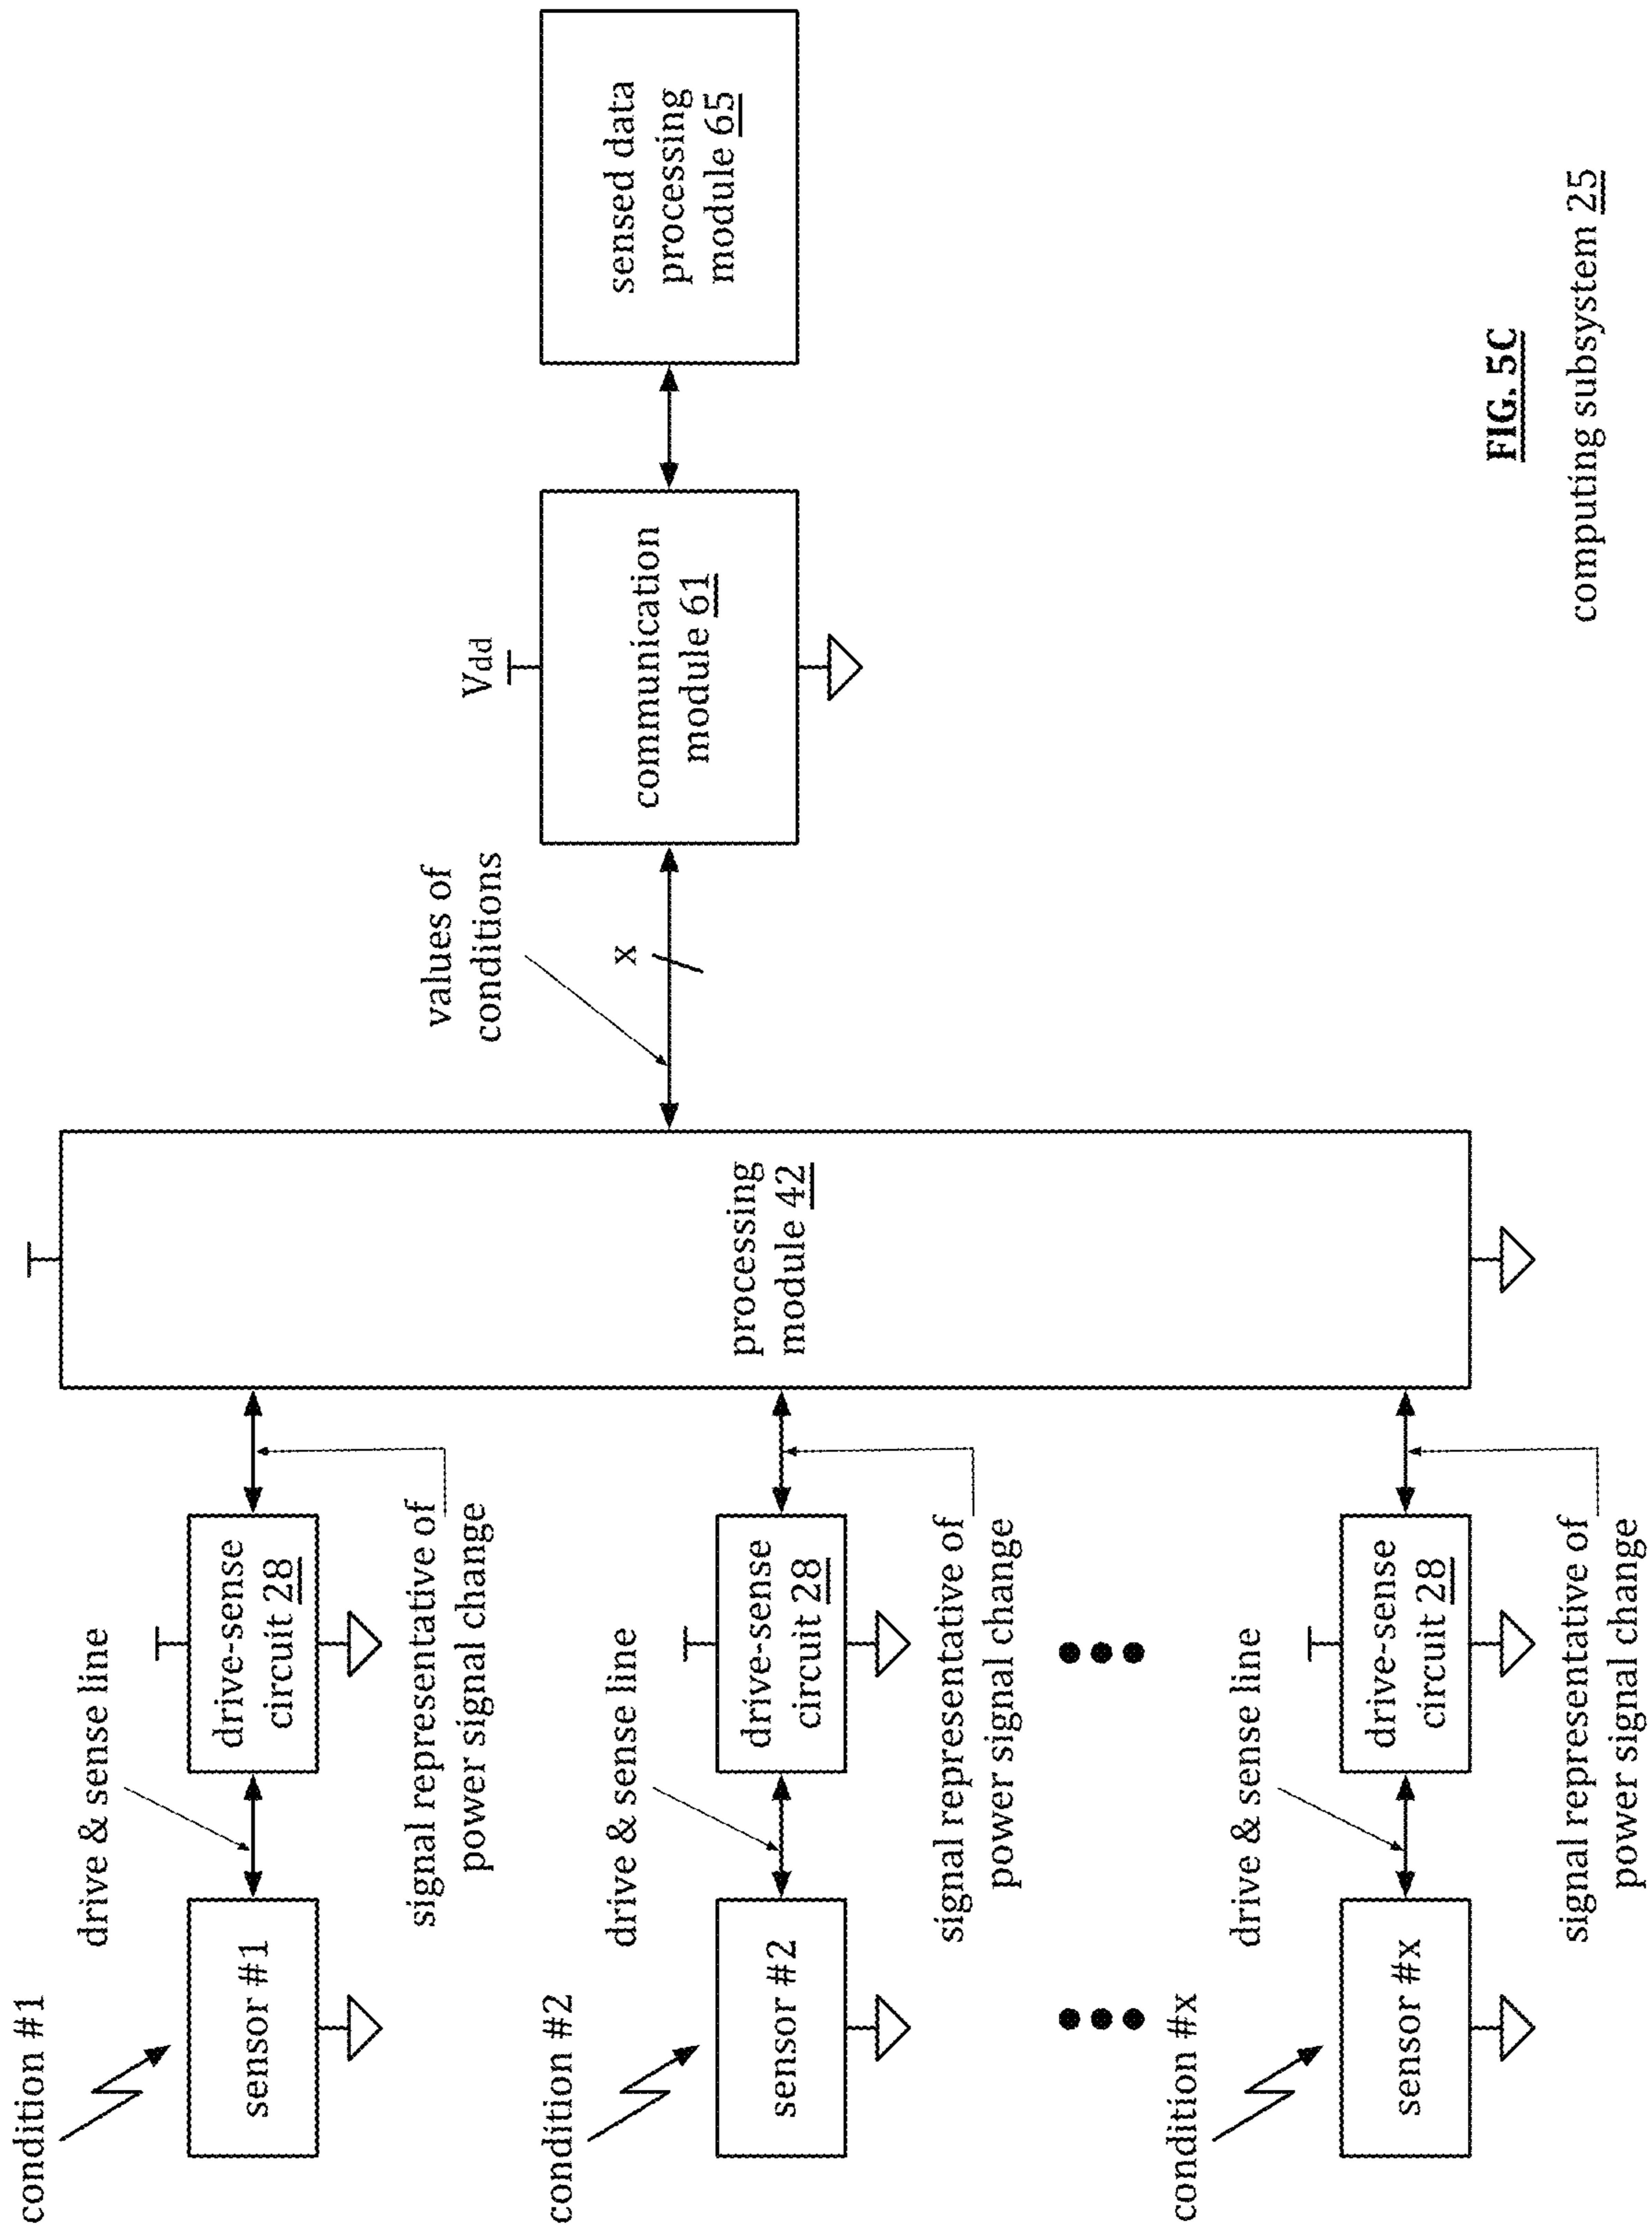 condition #1
drive & sense line
sensor #1
drive-sense
circuit 28
signal representative of
power signal change
condition #2
drive & sense line
sensor #2
drive-sense
circuit 28
signal representative of
power signal change
condition #x
drive & sense line
sensor #x
drive-sense
circuit 28
signal representative of
power signal change
processing
module 42
values of
conditions
x
Vdd
communication
module 61
sensed data
processing
module 65
FIG. 5C
computing subsystem 25